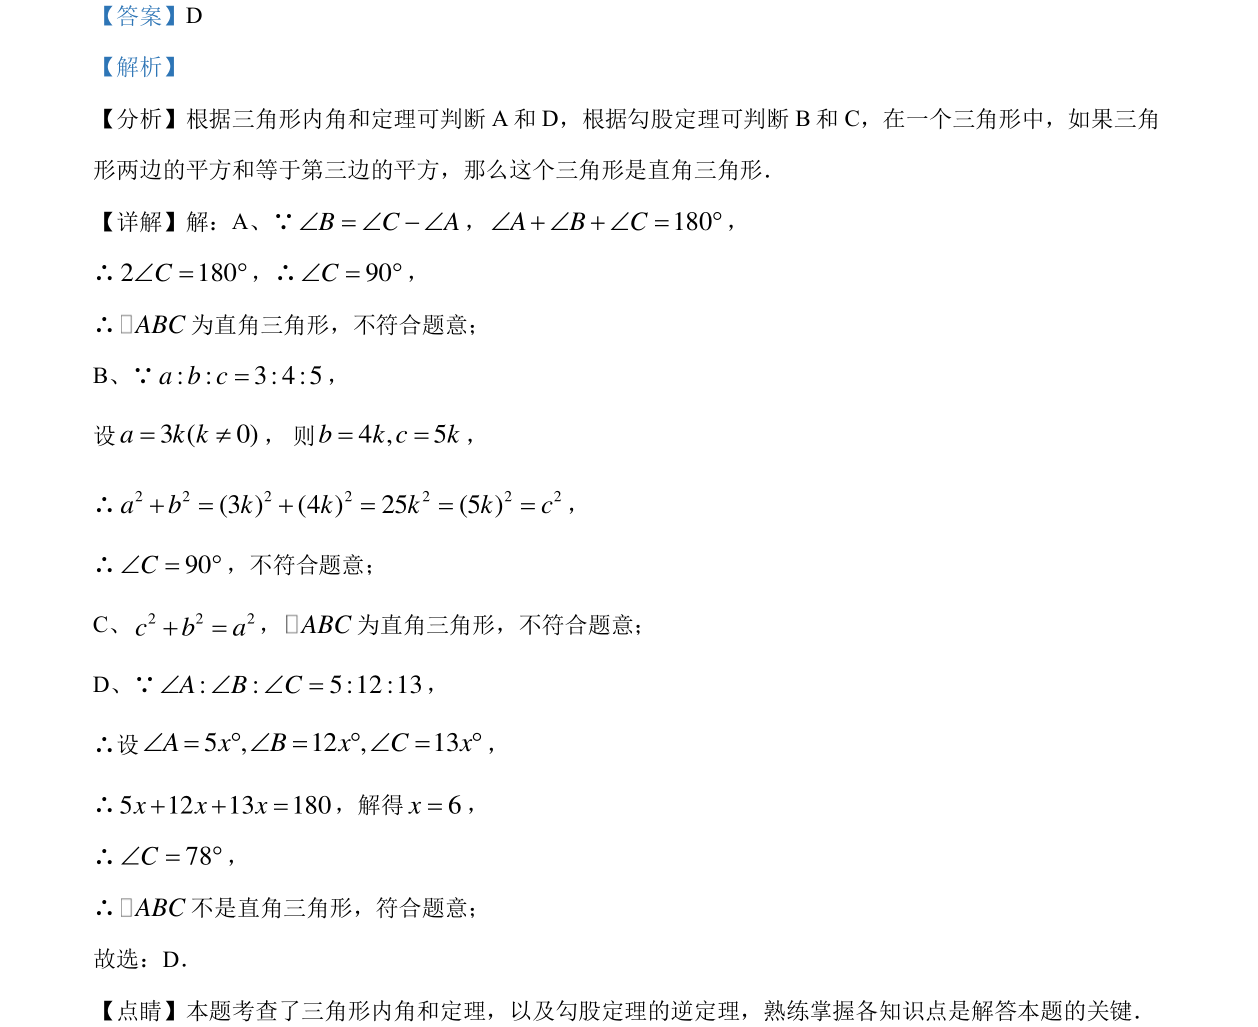 【答案】D
【解析】
【分析】根据三角形内角和定理可判断 A 和 D，根据勾股定理可判断 B 和 C，在一个三角形中，如果三角
形两边的平方和等于第三边的平方，那么这个三角形是直角三角形．
【详解】解：A、∵∠B＝∠C－∠A，∠A＋∠B＋∠C＝180°，
∴2∠C＝180°，∴∠C＝90°，
∴□ABC 为直角三角形，不符合题意；
B、∵a:b:c＝3:4:5，
设a＝3k(k≠0)， 则b＝4k,c＝5k，
∴a²＋b²＝(3k)²＋(4k)²＝25k²＝(5k)²＝c²，
∴∠C＝90°，不符合题意；
C、c²＋b²＝a²，□ABC 为直角三角形，不符合题意；
D、∵∠A:∠B:∠C＝5:12:13，
∴设∠A＝5x°,∠B＝12x°,∠C＝13x°，
∴5x＋12x＋13x＝180，解得x＝6，
∴∠C＝78°，
∴□ABC 不是直角三角形，符合题意；
故选：D．
【点睛】本题考查了三角形内角和定理，以及勾股定理的逆定理，熟练掌握各知识点是解答本题的关键．